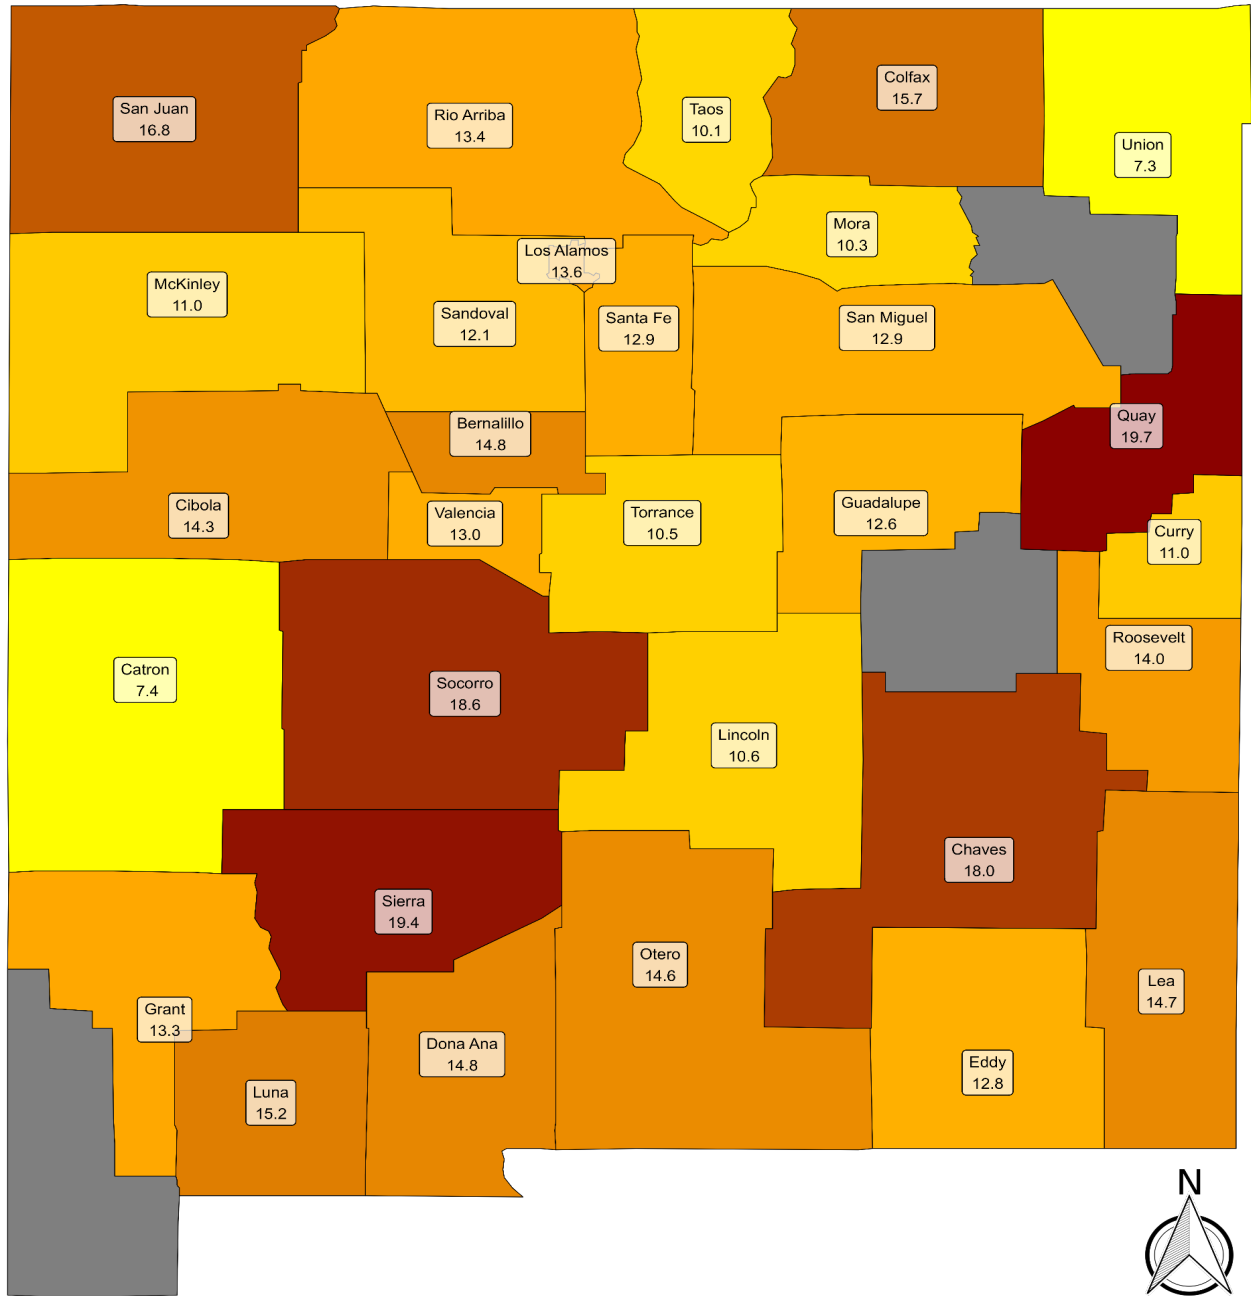 San Juan
16.8
Rio Arriba
13.4
Taos
10.1
Colfax
15.7
Union
7.3
McKinley
11.0
Los Alamos
13.6
Mora
10.3
Sandoval
12.1
Santa Fe
12.9
San Miguel
12.9
Quay
19.7
Bernalillo
14.8
Cibola
14.3
Valencia
13.0
Torrance
10.5
Guadalupe
12.6
Curry
11.0
Roosevelt
14.0
Catron
7.4
Socorro
18.6
Lincoln
10.6
Chaves
18.0
Sierra
19.4
Otero
14.6
Lea
14.7
Grant
13.3
Dona Ana
14.8
Eddy
12.8
Luna
15.2
N